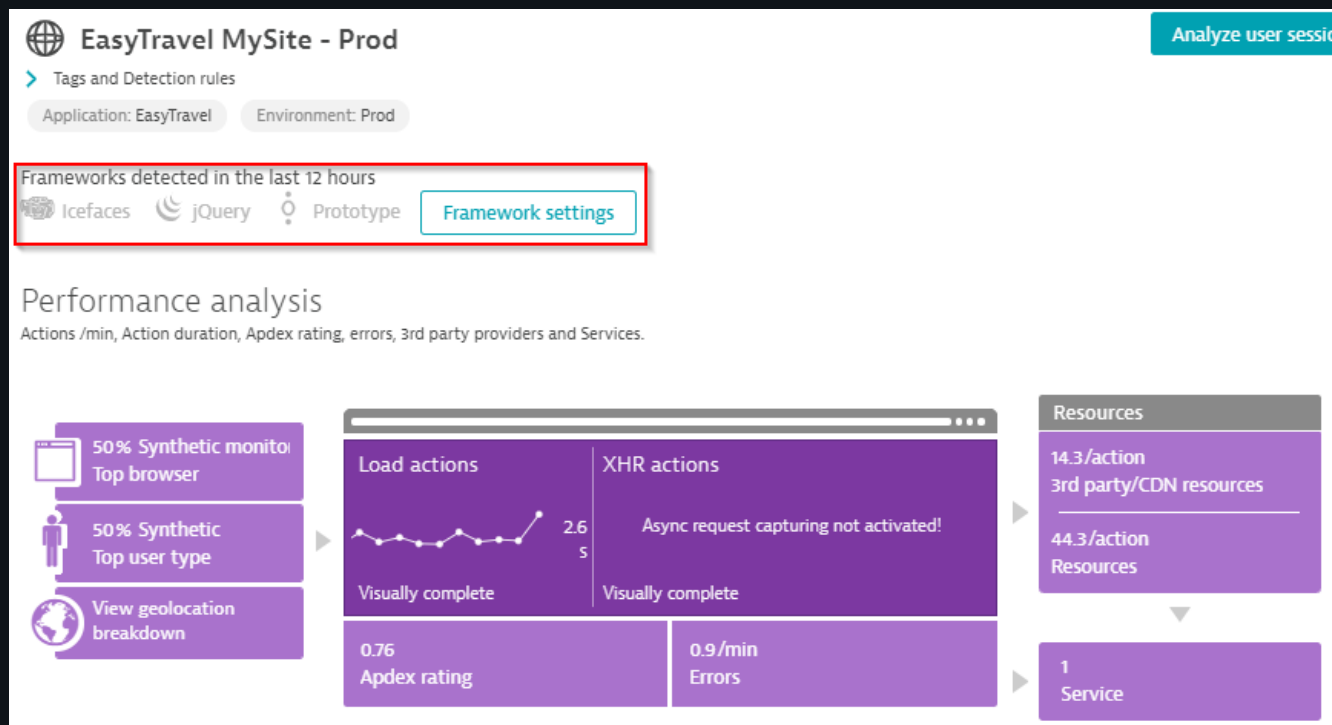 EasyTravel MySite - Prod
Analyze user sessio
Tags and Detection rules
Application: EasyTravel
Environment: Prod
Frameworks detected in the last 12 hours
Icefaces
jQuery
Prototype
Framework settings
Performance analysis
Actions /min, Action duration, Apdex rating, errors, 3rd party providers and Services.
50% Synthetic monitor
Top browser
50% Synthetic
Top user type
View geolocation
breakdown
Load actions
2.6
s
Visually complete
XHR actions
Async request capturing not activated!
Visually complete
0.76
Apdex rating
0.9/min
Errors
Resources
14.3/action
3rd party/CDN resources
44.3/action
Resources
1
Service